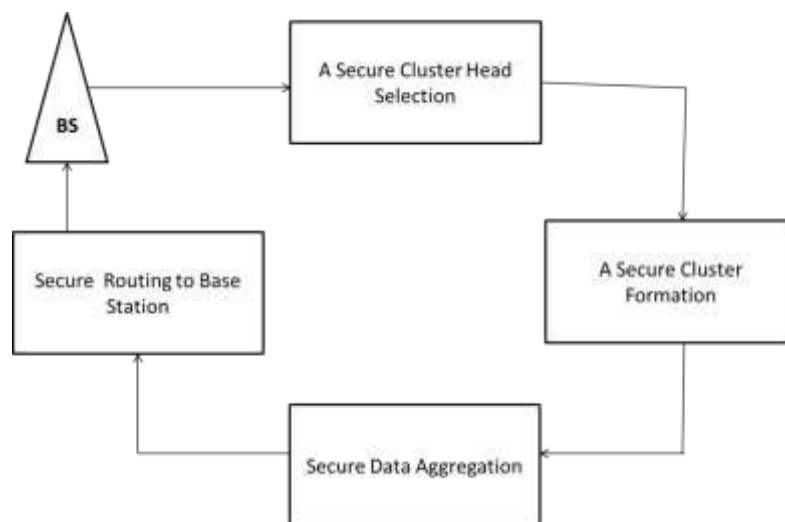 BS
A Secure Cluster Head
Selection
A Secure Cluster
Formation
Secure Data Aggregation
Secure Routing to Base
Station